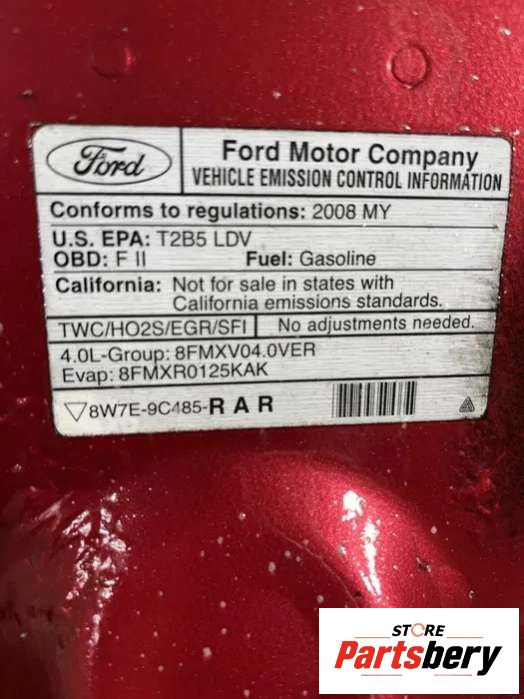 Ford
Ford Motor Company
VEHICLE EMISSION CONTROL INFORMATION
Conforms to regulations: 2008 MY
U.S. EPA: T2B5 LDV
OBD: F II Fuel: Gasoline
California: Not for sale in states with
California emissions standards.
TWC/HO2S/EGR/SFI No adjustments needed.
4.0L-Group: 8FMXV04.0VER
Evap: 8FMXR0125KAK
8W7E-9C485-R A R
STORE
Partsbery